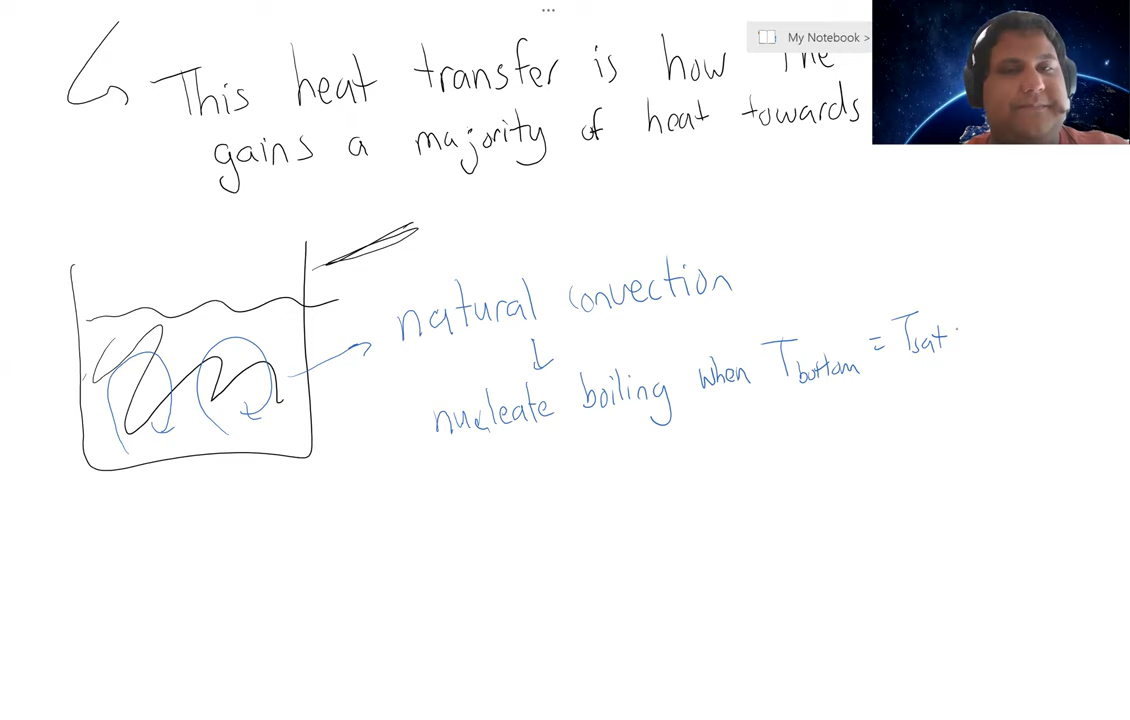 My Notebook >
This heat transfer is how The
gains a majority of heat towards
natural convection
↓
nucleate boiling when Tbottom = Tsat.